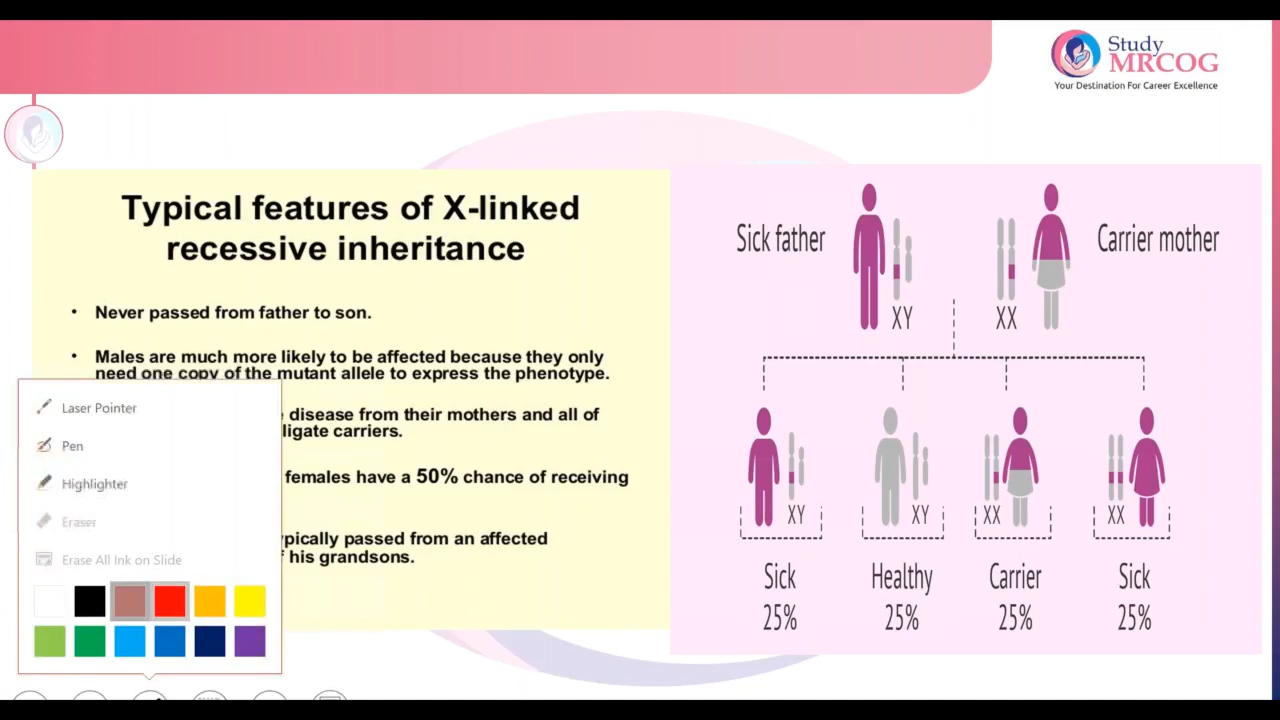 Study
MRCOG
Your Destination For Career Excellence
Typical features of X-linked
recessive inheritance
• Never passed from father to son.
• Males are much more likely to be affected because they only
need one copy of the mutant allele to express the phenotype.
disease from their mothers and all of
ligate carriers.
females have a 50% chance of receiving
ypically passed from an affected
his grandsons.
Laser Pointer
Pen
Highlighter
Eraser
Erase All Ink on Slide
Sick father
XY
XX
Carrier mother
XY
XY
XX
XX
Sick
Healthy
Carrier
Sick
25%
25%
25%
25%